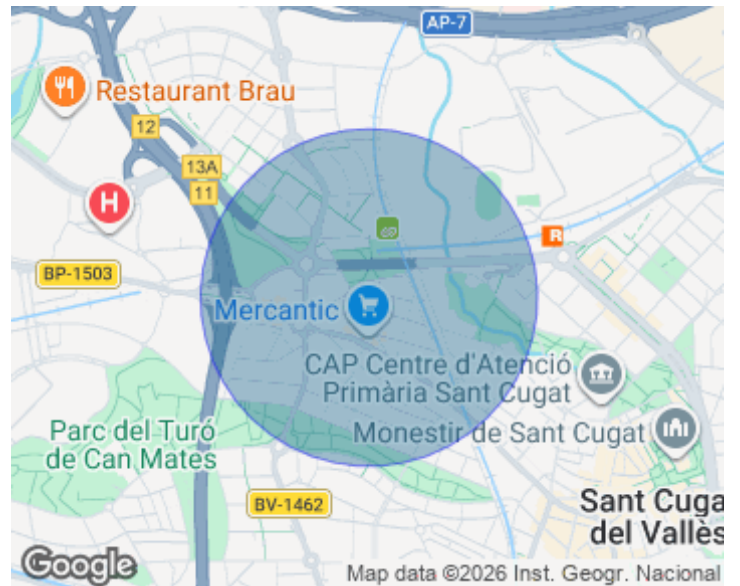 AP-7
Restaurant Brau
12
13A
11
H
R
BP-1503
Mercantic
CAP Centre d'Atenció
Primària Sant Cugat
Parc del Turó
de Can Mates
Monestir de Sant Cugat
BV-1462
Sant Cuga
del Vallès
Google
Map data ©2026 Inst. Geogr. Nacional